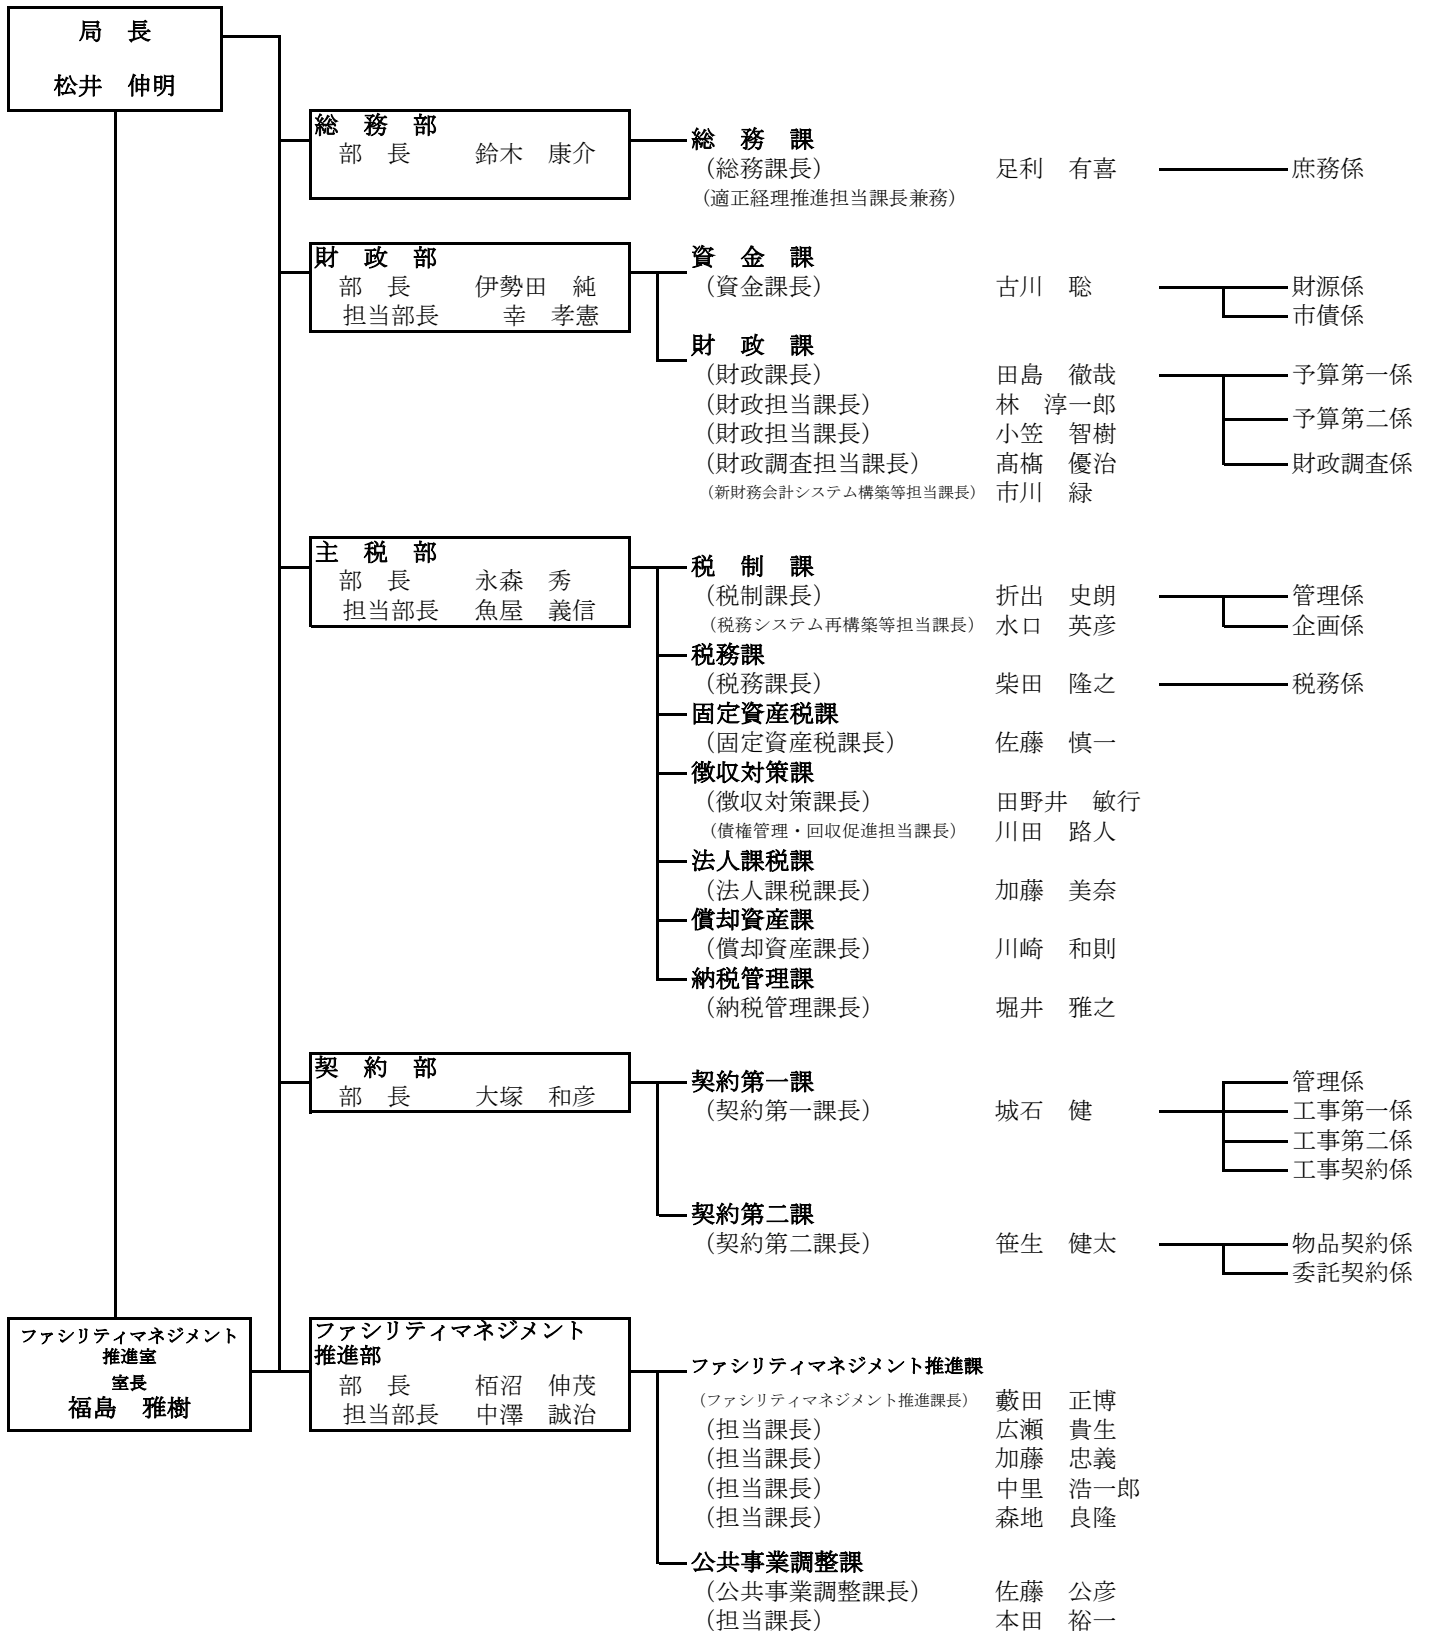 局　長
松井　伸明
総　務　部
部　長　鈴木　康介
総　務　課
（総務課長）　足利　有喜　庶務係
（適正経理推進担当課長兼務）
財　政　部
部　長　伊勢田　純
担当部長　幸　孝憲
資　金　課
（資金課長）　古川　聡　財源係
市債係
財　政　課
（財政課長）　田島　徹哉　予算第一係
（財政担当課長）　林　淳一郎
予算第二係
（財政担当課長）　小笠　智樹
（財政調査担当課長）　髙橋　優治　財政調査係
（新財務会計システム構築等担当課長）　市川　緑
主　税　部
部　長　永森　秀
担当部長　魚屋　義信
税　制　課
（税制課長）　折出　史朗　管理係
（税務システム再構築等担当課長）　水口　英彦　企画係
税務課
（税務課長）　柴田　隆之　税務係
固定資産税課
（固定資産税課長）　佐藤　慎一
徴収対策課
（徴収対策課長）　田野井　敏行
（債権管理・回収促進担当課長）　川田　路人
法人課税課
（法人課税課長）　加藤　美奈
償却資産課
（償却資産課長）　川崎　和則
納税管理課
（納税管理課長）　堀井　雅之
契　約　部
部　長　大塚　和彦
契約第一課　管理係
（契約第一課長）　城石　健　工事第一係
工事第二係
工事契約係
契約第二課
（契約第二課長）　笹生　健太　物品契約係
委託契約係
ファシリティマネジメント
推進室
室長
福島　雅樹
ファシリティマネジメント
推進部
部　長　栢沼　伸茂
担当部長　中澤　誠治
ファシリティマネジメント推進課
（ファシリティマネジメント推進課長）　藪田　正博
（担当課長）　広瀬　貴生
（担当課長）　加藤　忠義
（担当課長）　中里　浩一郎
（担当課長）　森地　良隆
公共事業調整課
（公共事業調整課長）　佐藤　公彦
（担当課長）　本田　裕一